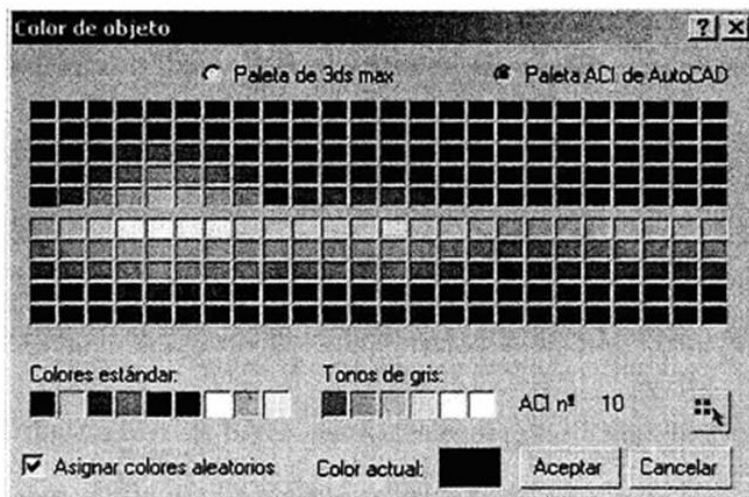 Color de objeto
Paleta de 3ds max
Paleta ACI de AutoCAD
Colores estándar:
Tonos de gris:
ACI nº 10
Asignar colores aleatorios
Color actual:
Aceptar
Cancelar